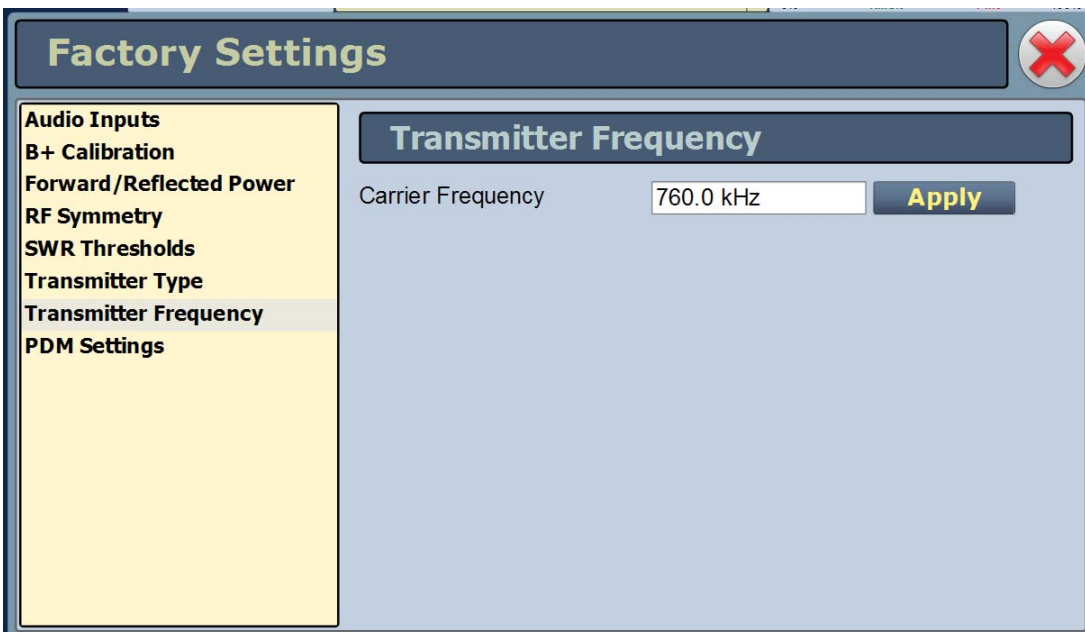 Factory Settings
Audio Inputs
B+ Calibration
Forward/Reflected Power
RF Symmetry
SWR Thresholds
Transmitter Type
Transmitter Frequency
PDM Settings
Transmitter Frequency
Carrier Frequency 760.0 kHz Apply